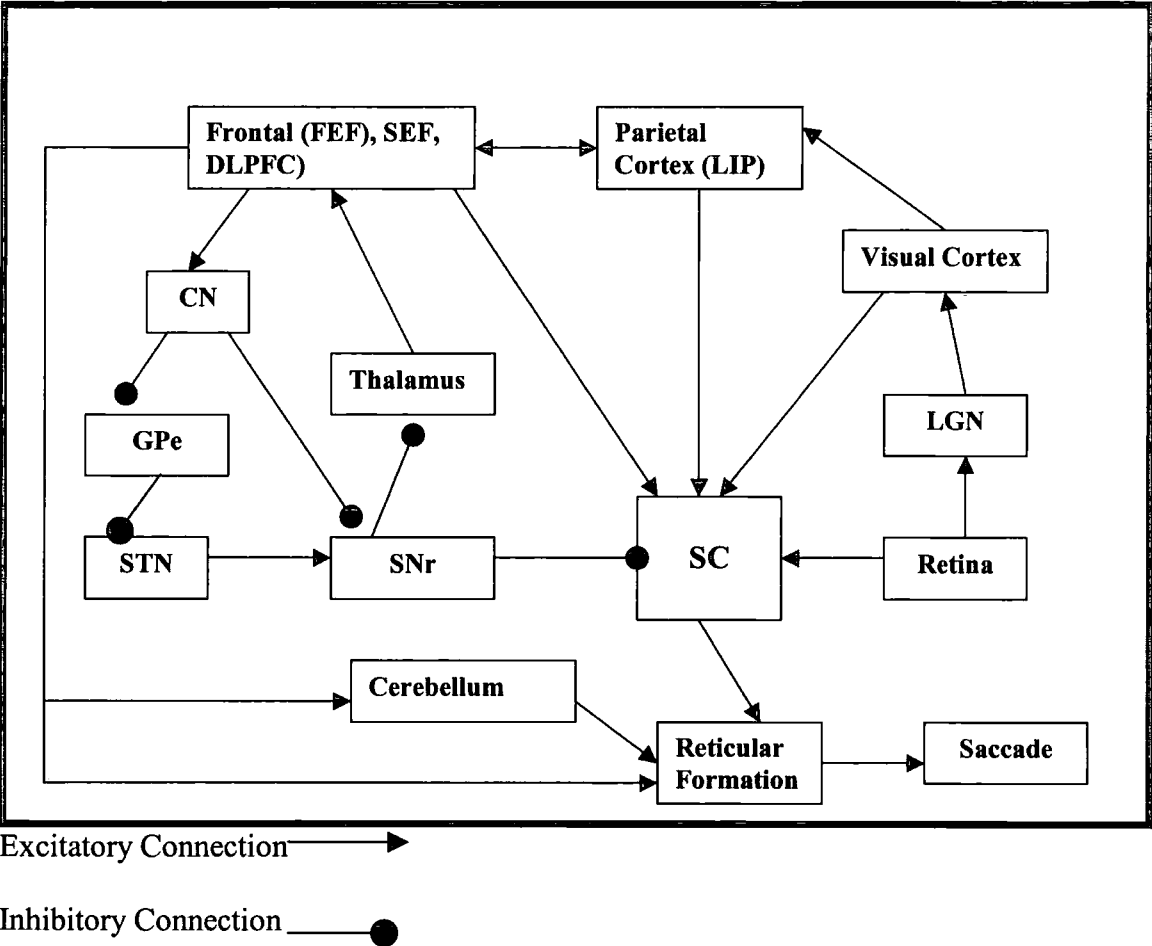 Frontal (FEF), SEF,
DLPFC)
Parietal
Cortex (LIP)
Visual Cortex
CN
Thalamus
LGN
GPe
STN
SNr
SC
Retina
Cerebellum
Reticular
Formation
Saccade
Excitatory Connection
Inhibitory Connection